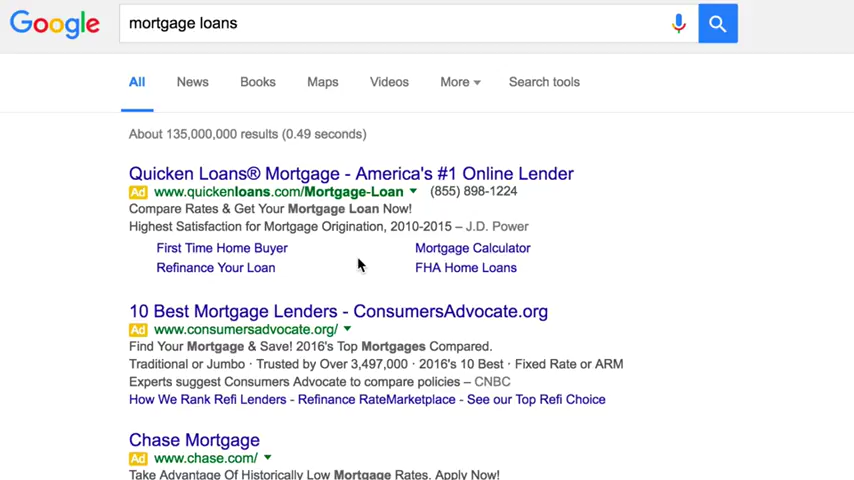 Google mortgage loans
All News Books Maps Videos More Search tools
About 135,000,000 results (0.49 seconds)
Quicken Loans® Mortgage - America's #1 Online Lender
Ad www.quickenloans.com/Mortgage-Loan (855) 898-1224
Compare Rates & Get Your Mortgage Loan Now!
Highest Satisfaction for Mortgage Origination, 2010-2015 – J.D. Power
First Time Home Buyer Mortgage Calculator
Refinance Your Loan FHA Home Loans
10 Best Mortgage Lenders - ConsumersAdvocate.org
Ad www.consumersadvocate.org/
Find Your Mortgage & Save! 2016's Top Mortgages Compared.
Traditional or Jumbo · Trusted by Over 3,497,000 · 2016's 10 Best · Fixed Rate or ARM
Experts suggest Consumers Advocate to compare policies – CNBC
How We Rank Refi Lenders - Refinance RateMarketplace - See our Top Refi Choice
Chase Mortgage
Ad www.chase.com/
Take Advantage Of Historically Low Mortgage Rates. Apply Now!